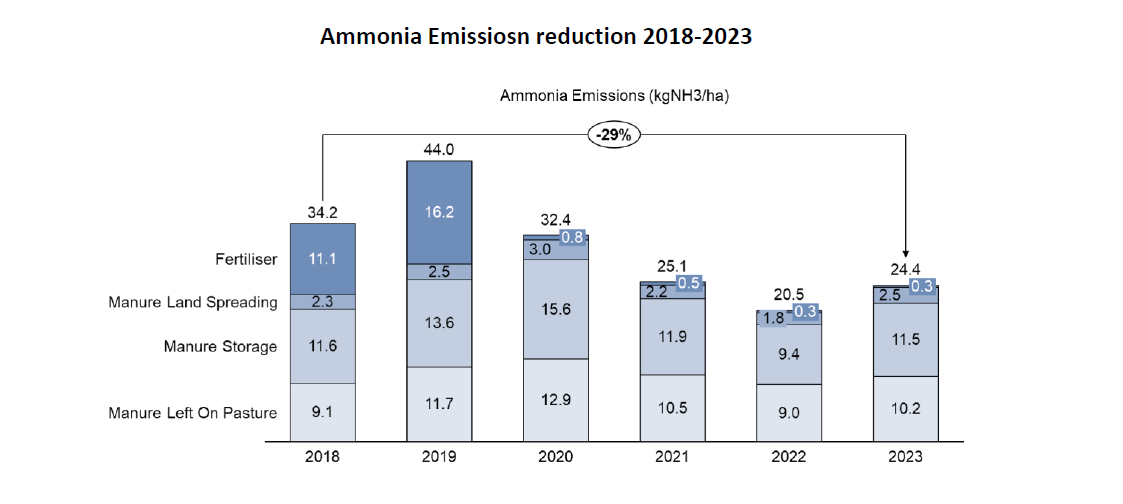 Ammonia Emissiosn reduction 2018-2023
Ammonia Emissions (kgNH3/ha)
-29%
34.2 44.0 32.4 25.1 20.5 24.4
Fertiliser 11.1 16.2 0.8 0.5 0.3 0.3
Manure Land Spreading 2.3 2.5 3.0 2.2 1.8 2.5
Manure Storage 11.6 13.6 15.6 11.9 9.4 11.5
Manure Left On Pasture 9.1 11.7 12.9 10.5 9.0 10.2
2018 2019 2020 2021 2022 2023